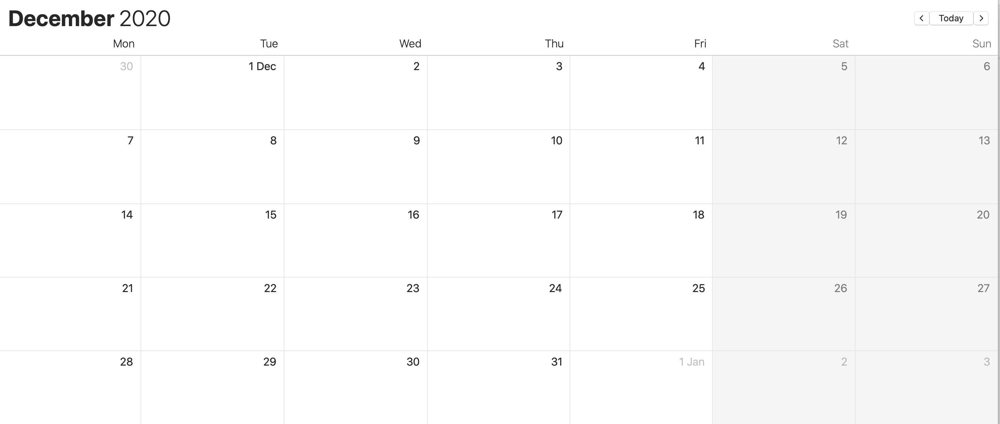 December 2020
Today
Mon Tue Wed Thu Fri Sat Sun
30 1 Dec 2 3 4 5 6
7 8 9 10 11 12 13
14 15 16 17 18 19 20
21 22 23 24 25 26 27
28 29 30 31 1 Jan 2 3